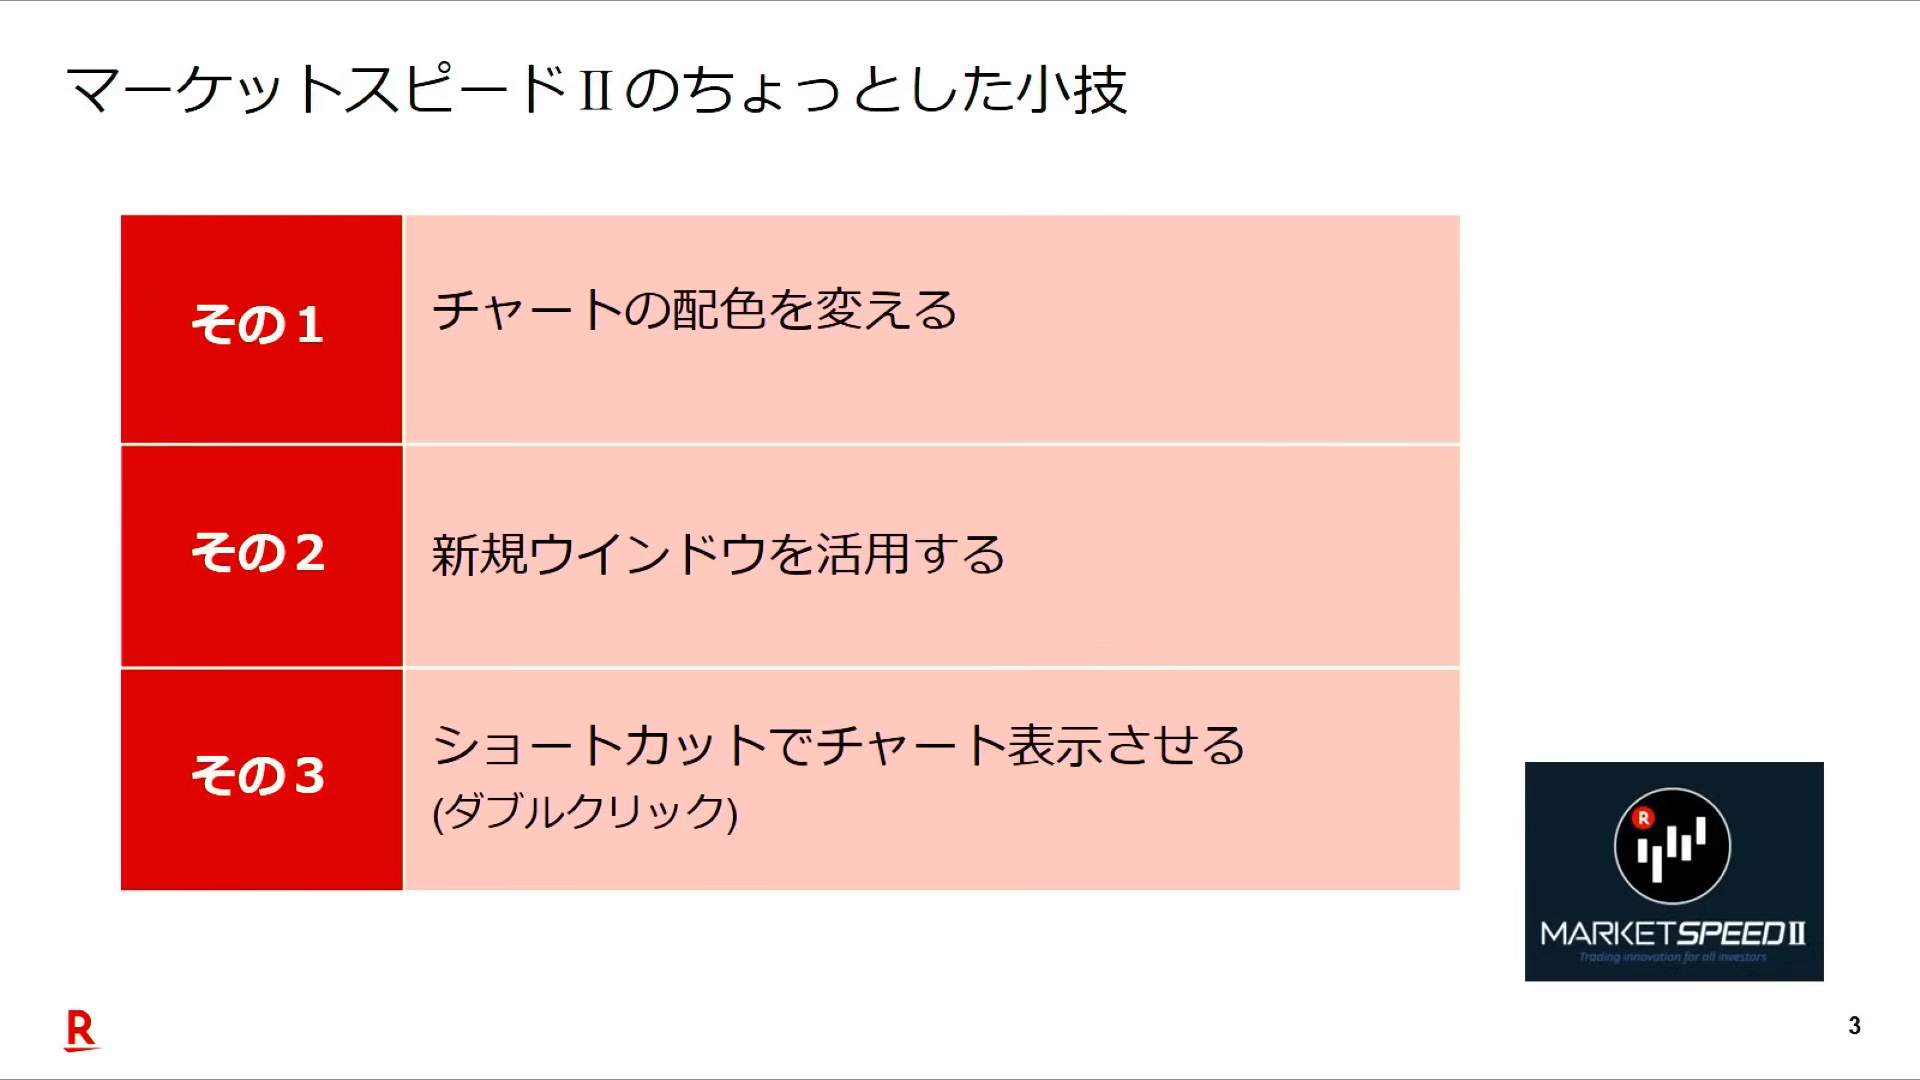 マーケットスピードⅡのちょっとした小技
その１
チャートの配色を変える
その２
新規ウインドウを活用する
その３
ショートカットでチャート表示させる
(ダブルクリック)
R
MARKETSPEEDⅡ
Trading innovation for all investors
R
3